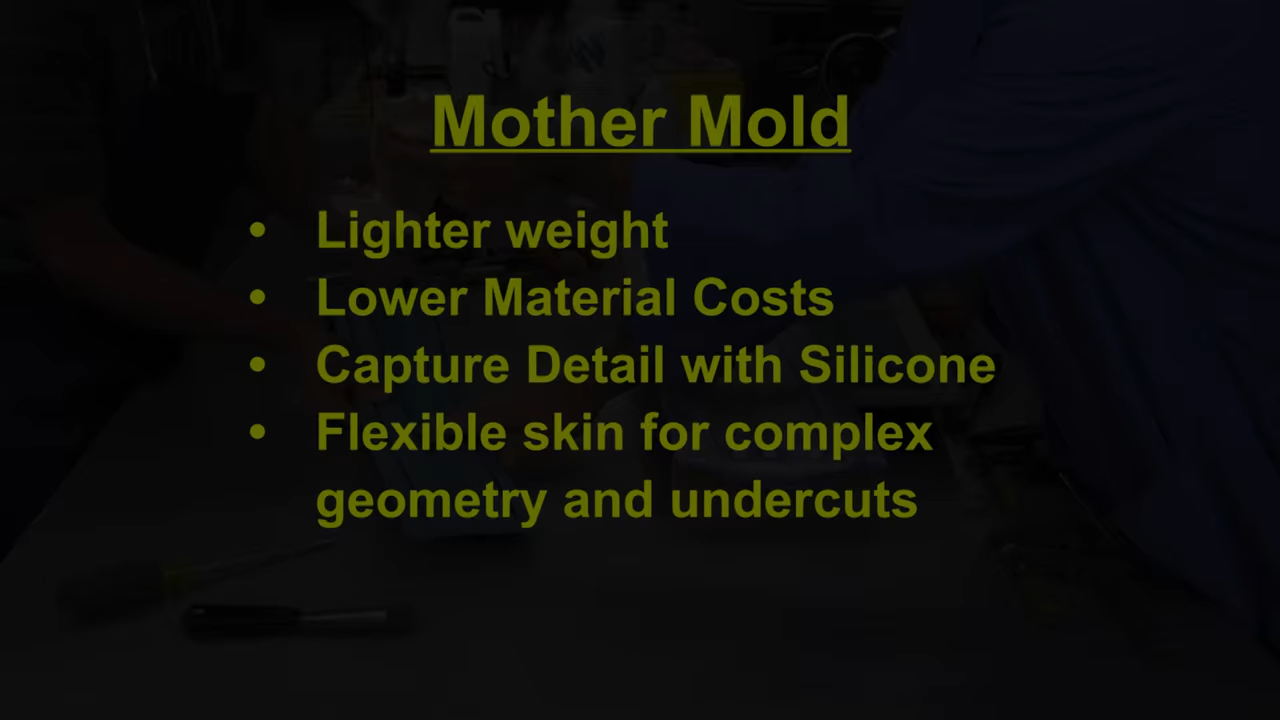 Mother Mold
• Lighter weight
• Lower Material Costs
• Capture Detail with Silicone
• Flexible skin for complex
geometry and undercuts